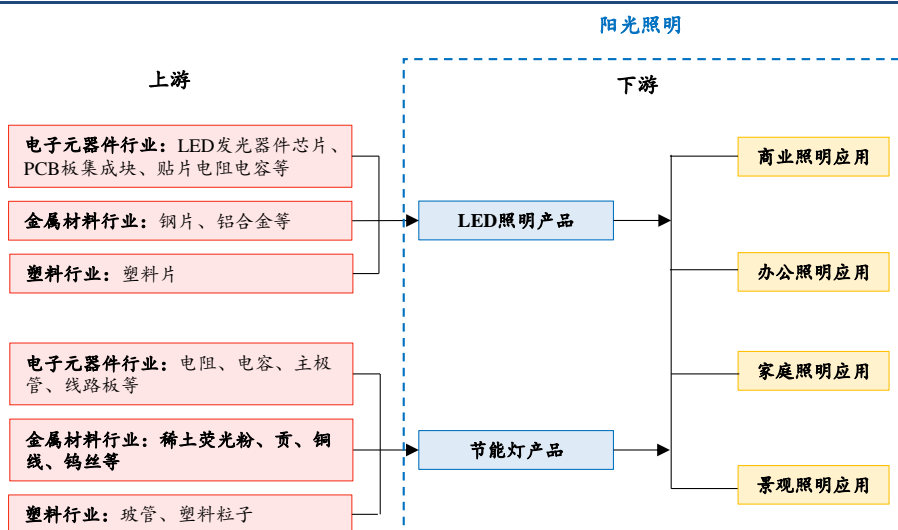 阳光照明
上游
下游
电子元器件行业：LED发光器件芯片、
PCB板集成块、贴片电阻电容等
金属材料行业：钢片、铝合金等
塑料行业：塑料片
LED照明产品
商业照明应用
办公照明应用
电子元器件行业：电阻、电容、主极
管、线路板等
金属材料行业：稀土荧光粉、贡、铜
线、钨丝等
塑料行业：玻管、塑料粒子
节能灯产品
家庭照明应用
景观照明应用